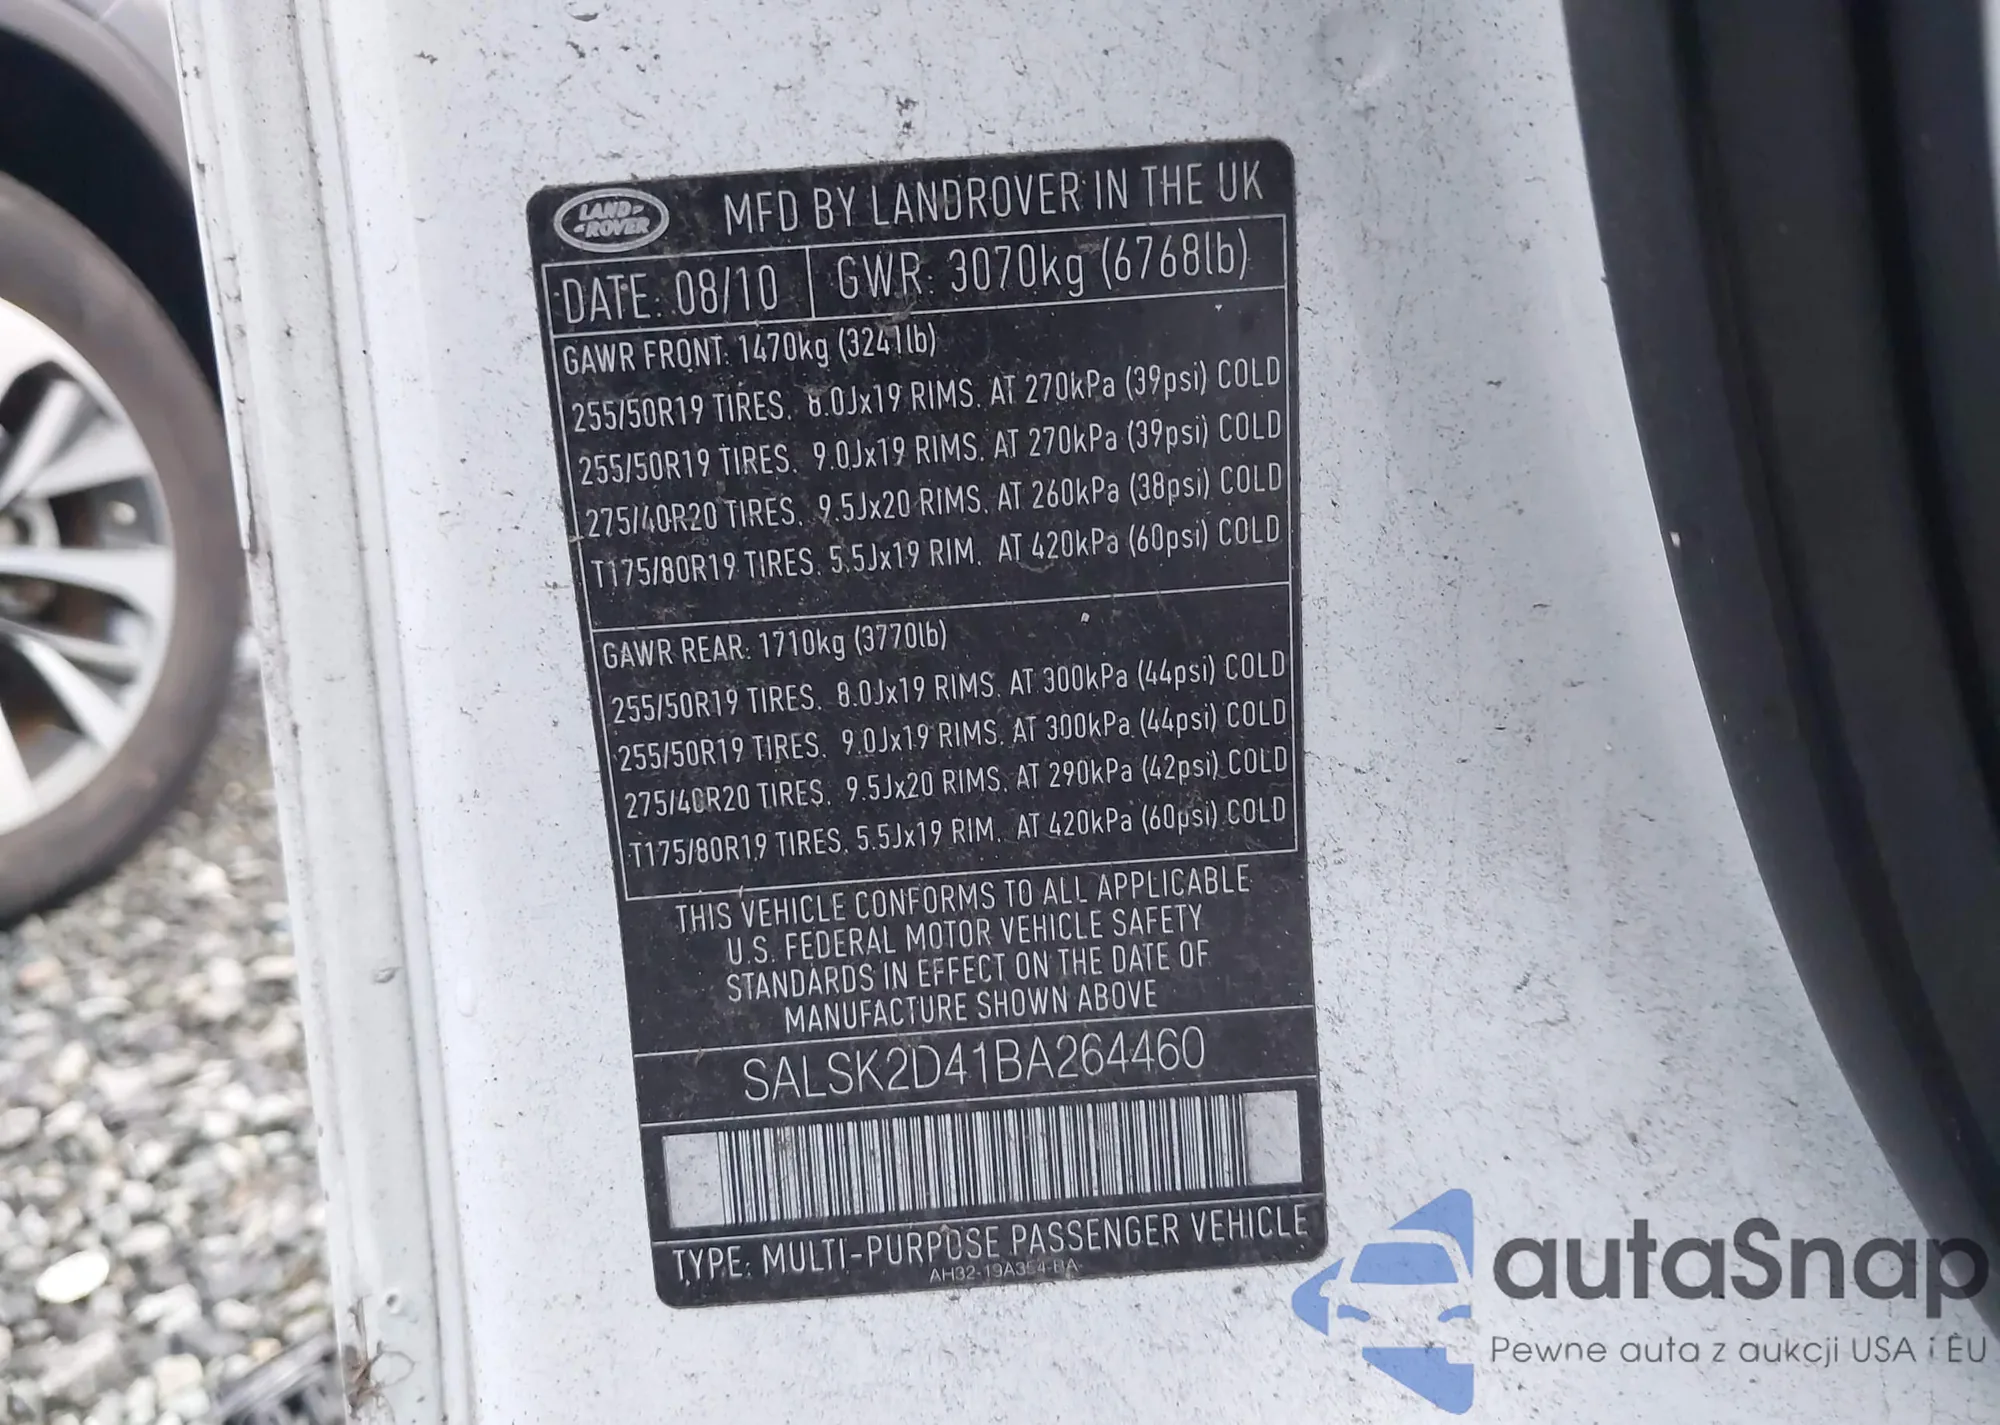 LAND ROVER
MFD BY LANDROVER IN THE UK
DATE: 08/10 GWR: 3070kg (6768lb)
GAWR FRONT: 1470kg (3241lb)
255/50R19 TIRES. 8.0Jx19 RIMS. AT 270kPa (39psi) COLD
255/50R19 TIRES. 9.0Jx19 RIMS. AT 270kPa (39psi) COLD
275/40R20 TIRES. 9.5Jx20 RIMS. AT 260kPa (38psi) COLD
T175/80R19 TIRES. 5.5Jx19 RIM. AT 420kPa (60psi) COLD
GAWR REAR: 1710kg (3770lb)
255/50R19 TIRES. 8.0Jx19 RIMS. AT 300kPa (44psi) COLD
255/50R19 TIRES. 9.0Jx19 RIMS. AT 300kPa (44psi) COLD
275/40R20 TIRES. 9.5Jx20 RIMS. AT 290kPa (42psi) COLD
T175/80R19 TIRES. 5.5Jx19 RIM. AT 420kPa (60psi) COLD
THIS VEHICLE CONFORMS TO ALL APPLICABLE
U.S. FEDERAL MOTOR VEHICLE SAFETY
STANDARDS IN EFFECT ON THE DATE OF
MANUFACTURE SHOWN ABOVE
SALSK2D41BA264460
TYPE: MULTI-PURPOSE PASSENGER VEHICLE
AH32-19A354-BA
autoSnap
Pewne auta z aukcji USA i EU